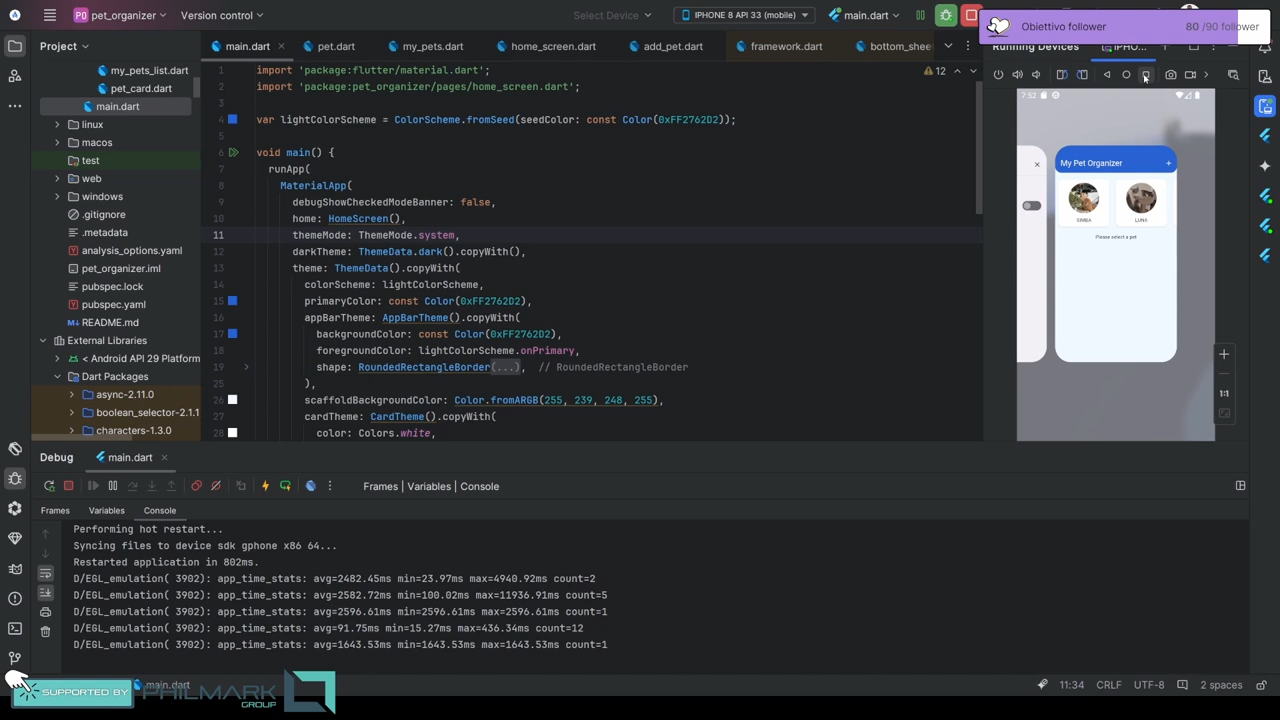 PO pet_organizer
Version control
Select Device
IPHONE 8 API 33 (mobile)
main.dart
Obiettivo follower
80 /90 follower
Project
main.dart
pet.dart
my_pets.dart
home_screen.dart
add_pet.dart
framework.dart
bottom_shee
Running Devices
my_pets_list.dart
pet_card.dart
main.dart
linux
macos
test
web
windows
.gitignore
.metadata
analysis_options.yaml
pet_organizer.iml
pubspec.lock
pubspec.yaml
README.md
External Libraries
< Android API 29 Platform
Dart Packages
async-2.11.0
boolean_selector-2.1.1
characters-1.3.0
12
1 import 'package:flutter/material.dart';
2 import 'package:pet_organizer/pages/home_screen.dart';
4 var lightColorScheme = ColorScheme.fromSeed(seedColor: const Color(0xFF2762D2));
5
6 void main() {
7 runApp(
8 MaterialApp(
9 debugShowCheckedModeBanner: false,
10 home: HomeScreen(),
11 themeMode: ThemeMode.system,
12 darkTheme: ThemeData.dark().copyWith(),
13 theme: ThemeData().copyWith(
14 colorScheme: lightColorScheme,
15 primaryColor: const Color(0xFF2762D2),
16 appBarTheme: AppBarTheme().copyWith(
17 backgroundColor: const Color(0xFF2762D2),
18 foregroundColor: lightColorScheme.onPrimary,
19 shape: RoundedRectangleBorder(...), // RoundedRectangleBorder
25 ),
26 scaffoldBackgroundColor: Color.fromARGB(255, 239, 248, 255),
27 cardTheme: CardTheme().copyWith(
28 color: Colors.white,
7:52
My Pet Organizer +
SIMBA
LUNA
Please select a pet
1:1
Debug
main.dart
Frames | Variables | Console
Frames
Variables
Console
Performing hot restart...
Syncing files to device sdk gphone x86 64...
Restarted application in 802ms.
D/EGL_emulation( 3902): app_time_stats: avg=2482.45ms min=23.97ms max=4940.92ms count=2
D/EGL_emulation( 3902): app_time_stats: avg=2582.72ms min=100.02ms max=11936.91ms count=5
D/EGL_emulation( 3902): app_time_stats: avg=2596.61ms min=2596.61ms max=2596.61ms count=1
D/EGL_emulation( 3902): app_time_stats: avg=91.75ms min=15.27ms max=436.34ms count=12
D/EGL_emulation( 3902): app_time_stats: avg=1643.53ms min=1643.53ms max=1643.53ms count=1
SUPPORTED BY
main.dart
PHILMARK
GROUP
11:34
CRLF
UTF-8
2 spaces